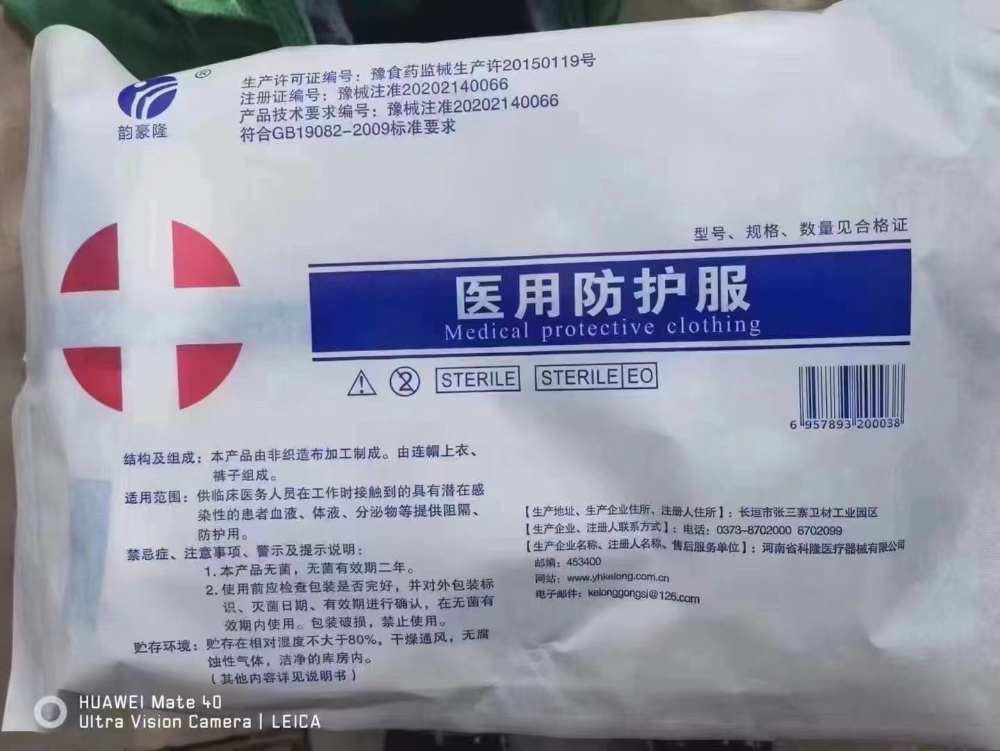 韵豪隆
®
生产许可证编号：豫食药监械生产许20150119号
注册证编号：豫械注准20202140066
产品技术要求编号：豫械注准20202140066
符合GB19082-2009标准要求
型号、规格、数量见合格证
医用防护服
Medical protective clothing
STERILE
STERILE EO
6 957893 200038
结构及组成：本产品由非织造布加工制成。由连帽上衣、
裤子组成。
适用范围：供临床医务人员在工作时接触到的具有潜在感
染性的患者血液、体液、分泌物等提供阻隔、
防护用。
禁忌症、注意事项、警示及提示说明：
1.本产品无菌，无菌有效期二年。
2.使用前应检查包装是否完好，并对外包装标
识、灭菌日期、有效期进行确认，在无菌有
效期内使用。包装破损，禁止使用。
贮存环境：贮存在相对湿度不大于80%，干燥通风，无腐
蚀性气体，洁净的库房内。
（其他内容详见说明书）
【生产地址、生产企业住所、注册人住所】：长垣市张三寨卫材工业园区
【生产企业、注册人联系方式】：电话：0373-8702000 8702099
【生产企业名称、注册人名称、售后服务单位】：河南省科隆医疗器械有限公司
邮编：453400
网站：www.yhkelong.com.cn
电子邮件：kelonggongsi@126.com
HUAWEI Mate 40
Ultra Vision Camera | LEICA